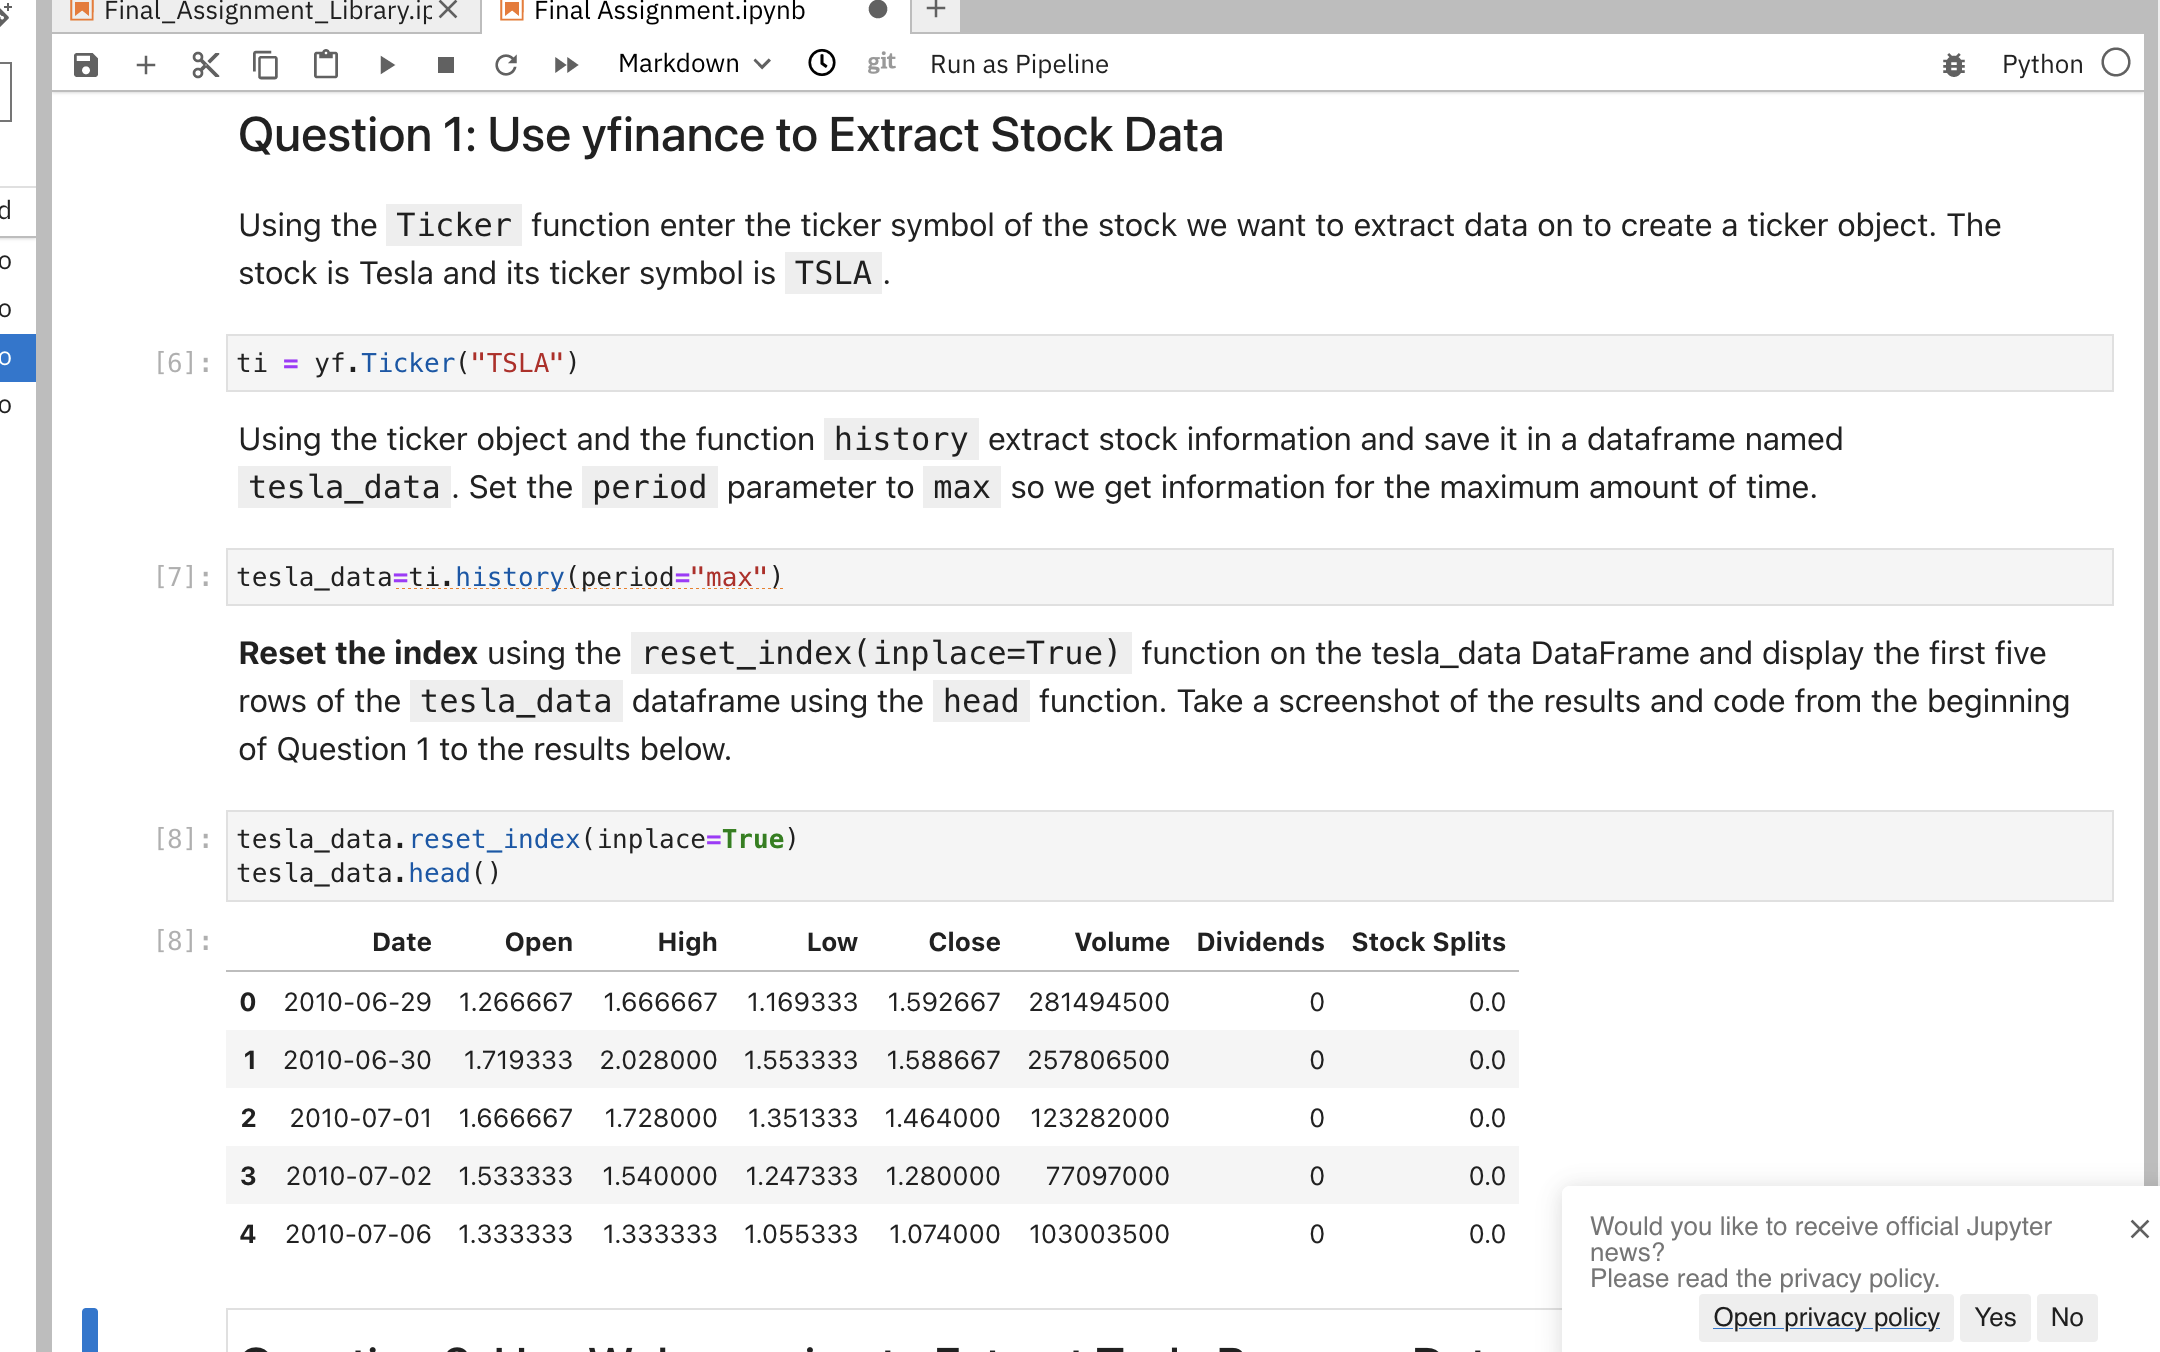 Final_Assignment_Library.ip
Final Assignment.ipynb
Markdown
git
Run as Pipeline
Python
Question 1: Use yfinance to Extract Stock Data
Using the Ticker function enter the ticker symbol of the stock we want to extract data on to create a ticker object. The
stock is Tesla and its ticker symbol is TSLA.
[6]: ti = yf.Ticker("TSLA")
Using the ticker object and the function history extract stock information and save it in a dataframe named
tesla_data. Set the period parameter to max so we get information for the maximum amount of time.
[7]: tesla_data=ti.history(period="max")
Reset the index using the reset_index(inplace=True) function on the tesla_data DataFrame and display the first five
rows of the tesla_data dataframe using the head function. Take a screenshot of the results and code from the beginning
of Question 1 to the results below.
[8]: tesla_data.reset_index(inplace=True)
tesla_data.head()
[8]: Date Open High Low Close Volume Dividends Stock Splits
0 2010-06-29 1.266667 1.666667 1.169333 1.592667 281494500 0 0.0
1 2010-06-30 1.719333 2.028000 1.553333 1.588667 257806500 0 0.0
2 2010-07-01 1.666667 1.728000 1.351333 1.464000 123282000 0 0.0
3 2010-07-02 1.533333 1.540000 1.247333 1.280000 77097000 0 0.0
4 2010-07-06 1.333333 1.333333 1.055333 1.074000 103003500 0 0.0
Would you like to receive official Jupyter
news?
Please read the privacy policy.
Open privacy policy Yes No